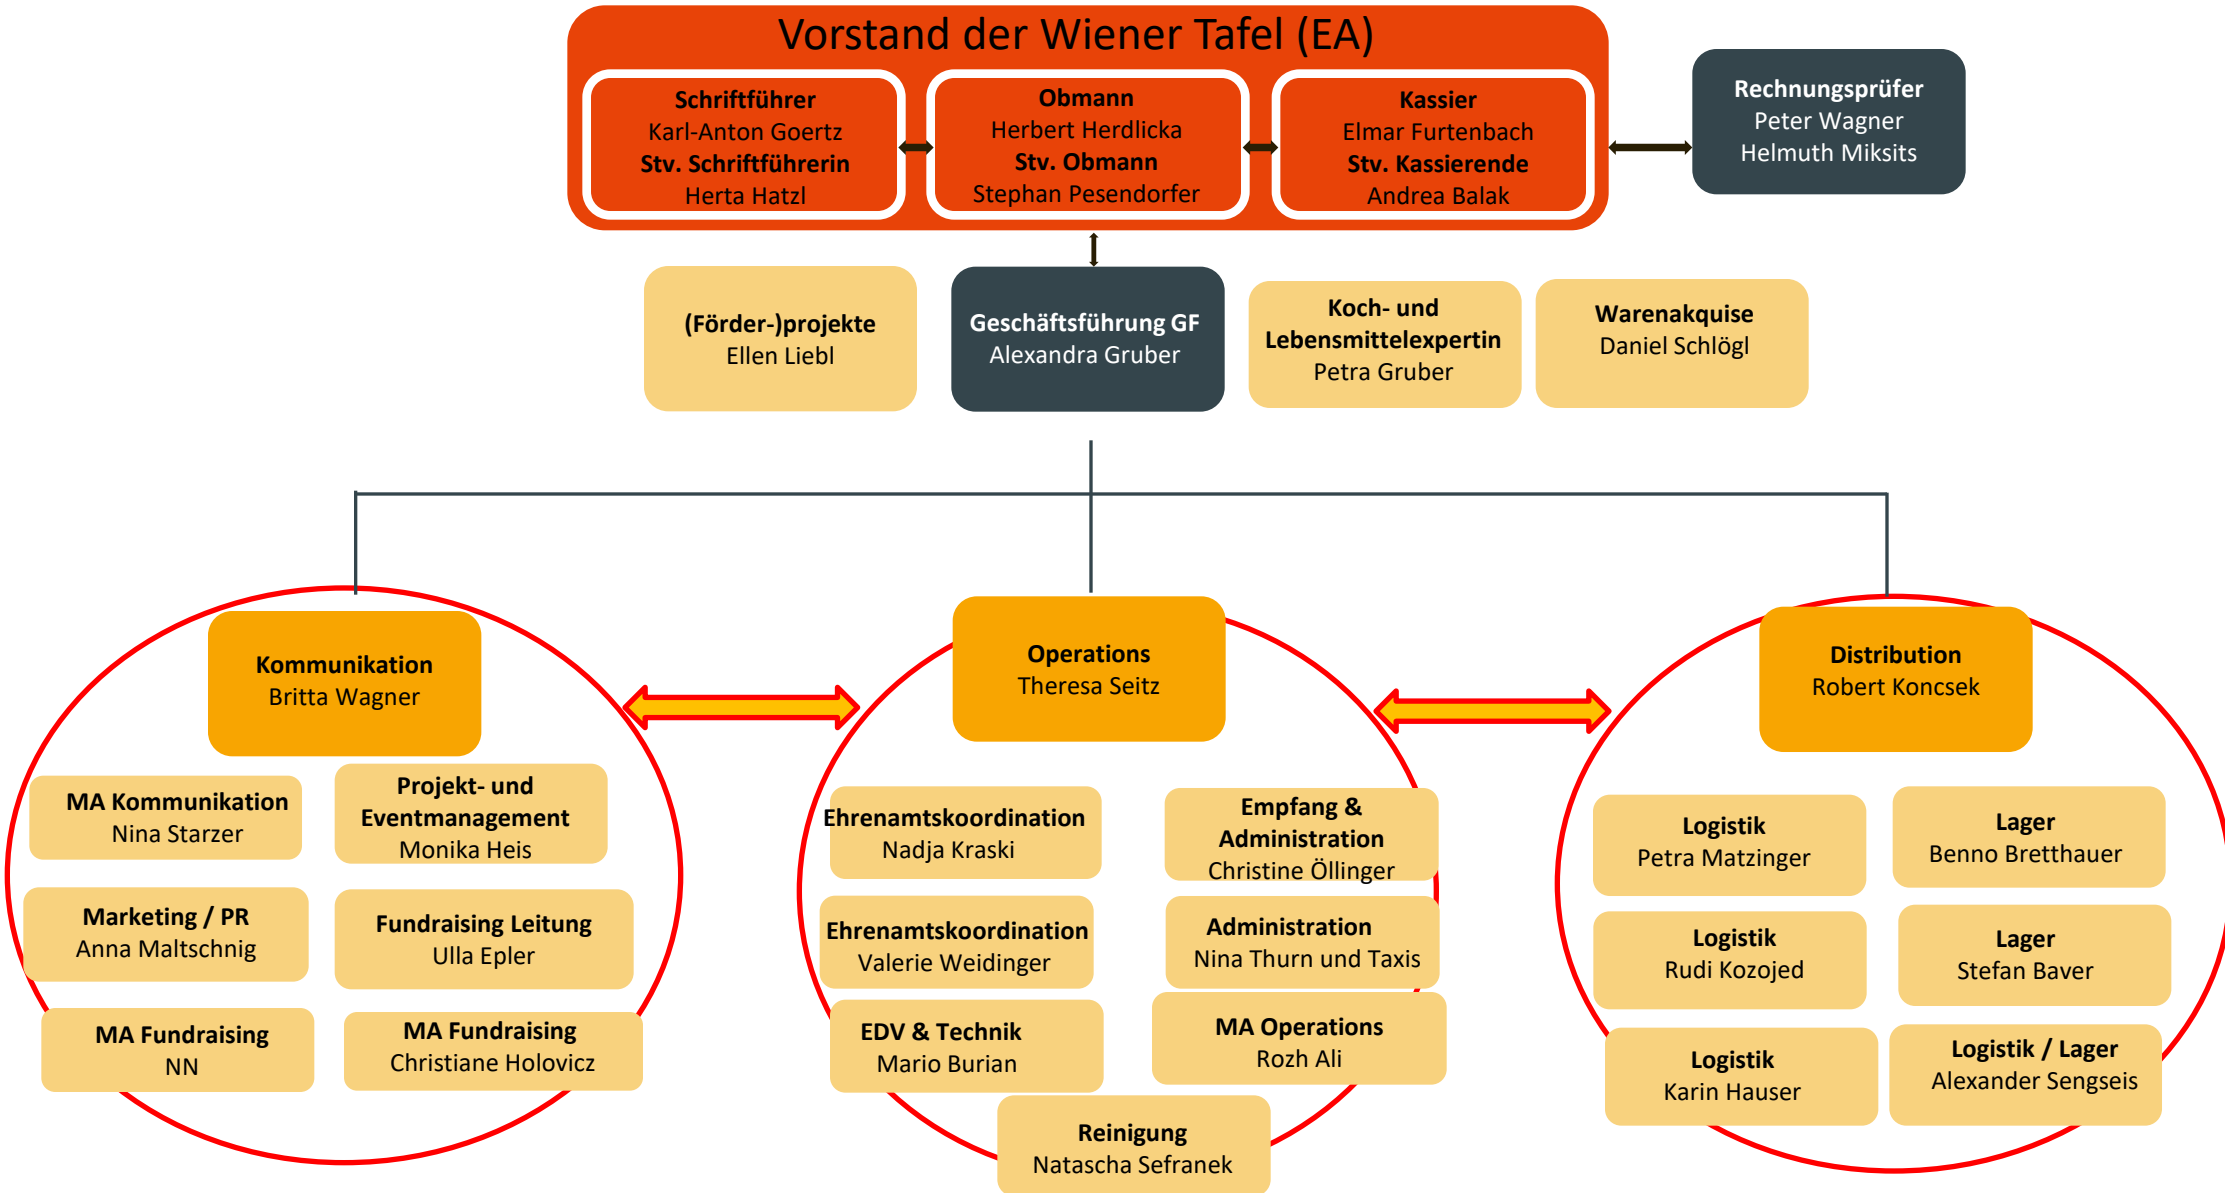 Vorstand der Wiener Tafel (EA)
Schriftführer
Karl-Anton Goertz
Stv. Schriftführerin
Herta Hatzl
Obmann
Herbert Herdlicka
Stv. Obmann
Stephan Pesendorfer
Kassier
Elmar Furtenbach
Stv. Kassierende
Andrea Balak
Rechnungsprüfer
Peter Wagner
Helmuth Miksits
(Förder-)projekte
Ellen Liebl
Geschäftsführung GF
Alexandra Gruber
Koch- und
Lebensmittelexpertin
Petra Gruber
Warenakquise
Daniel Schlögl
Kommunikation
Britta Wagner
MA Kommunikation
Nina Starzer
Projekt- und
Eventmanagement
Monika Heis
Marketing / PR
Anna Maltschnig
Fundraising Leitung
Ulla Epler
MA Fundraising
NN
MA Fundraising
Christiane Holovicz
Operations
Theresa Seitz
Ehrenamtskoordination
Nadja Kraski
Empfang &
Administration
Christine Öllinger
Ehrenamtskoordination
Valerie Weidinger
Administration
Nina Thurn und Taxis
EDV & Technik
Mario Burian
MA Operations
Rozh Ali
Reinigung
Natascha Sefranek
Distribution
Robert Koncsek
Logistik
Petra Matzinger
Lager
Benno Bretthauer
Logistik
Rudi Kozojed
Lager
Stefan Baver
Logistik
Karin Hauser
Logistik / Lager
Alexander Sengseis